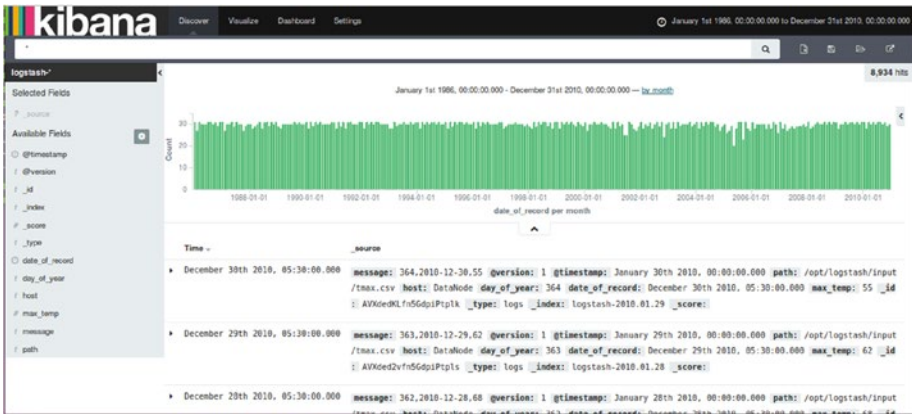 kibana
Discover Visualize Dashboard Settings
January 1st 1986, 00:00:00.000 to December 31st 2010, 00:00:00.000
*
logstash-*
8,934 hits
Selected Fields
? _source
Available Fields
@timestamp
t @version
t _id
t _index
# _score
t _type
date_of_record
t day_of_year
t host
# max_temp
t message
t path
January 1st 1986, 00:00:00.000 - December 31st 2010, 00:00:00.000 — by month
Count
30
20
10
0
1988-01-01 1990-01-01 1992-01-01 1994-01-01 1996-01-01 1998-01-01 2000-01-01 2002-01-01 2004-01-01 2006-01-01 2008-01-01 2010-01-01
date_of_record per month
Time _source
December 30th 2010, 05:30:00.000 message: 364,2010-12-30,55 @version: 1 @timestamp: January 30th 2010, 00:00:00.000 path: /opt/logstash/input
/tmax.csv host: DataNode day_of_year: 364 date_of_record: December 30th 2010, 05:30:00.000 max_temp: 55 _id
: AVXdedKLfn5GdpiPtplk _type: logs _index: logstash-2010.01.29 _score:
December 29th 2010, 05:30:00.000 message: 363,2010-12-29,62 @version: 1 @timestamp: January 29th 2010, 00:00:00.000 path: /opt/logstash/input
/tmax.csv host: DataNode day_of_year: 363 date_of_record: December 29th 2010, 05:30:00.000 max_temp: 62 _id
: AVXded2vfn5GdpiPtpls _type: logs _index: logstash-2010.01.28 _score:
December 28th 2010, 05:30:00.000 message: 362,2010-12-28,68 @version: 1 @timestamp: January 28th 2010, 00:00:00.000 path: /opt/logstash/input